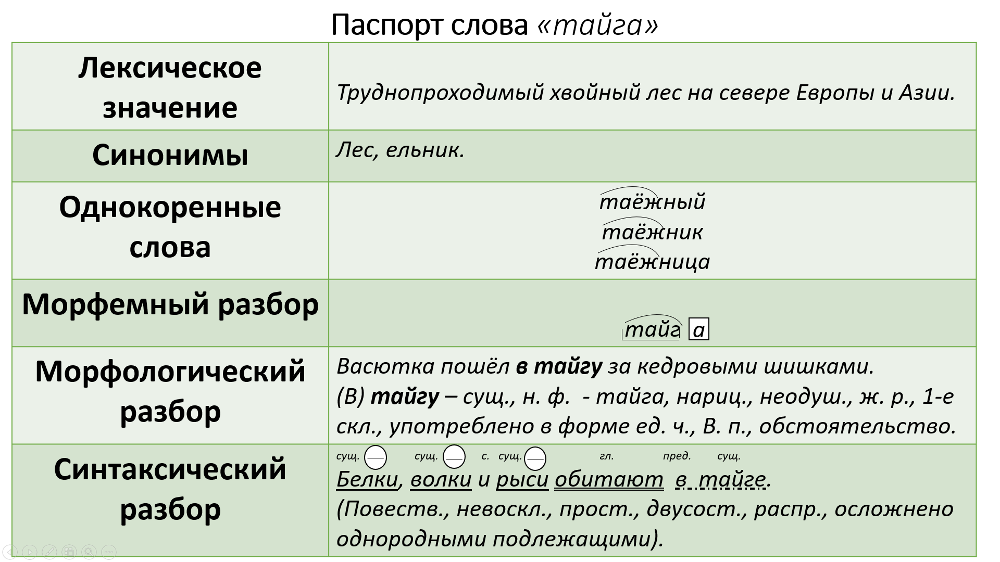 Паспорт слова «тайга»
Лексическое
значение
Труднопроходимый хвойный лес на севере Европы и Азии.
Синонимы
Лес, ельник.
Однокоренные
слова
таёжный
таёжник
таёжница
Морфемный разбор
тайг а
Морфологический
разбор
Васютка пошёл в тайгу за кедровыми шишками.
(В) тайгу – сущ., н. ф.  - тайга, нариц., неодуш., ж. р., 1-е
скл., употреблено в форме ед. ч., В. п., обстоятельство.
Синтаксический
разбор
сущ. сущ. с. сущ. гл. пред. сущ.
Белки, волки и рыси обитают в тайге.
(Повеств., невоскл., прост., двусост., распр., осложнено
однородными подлежащими).